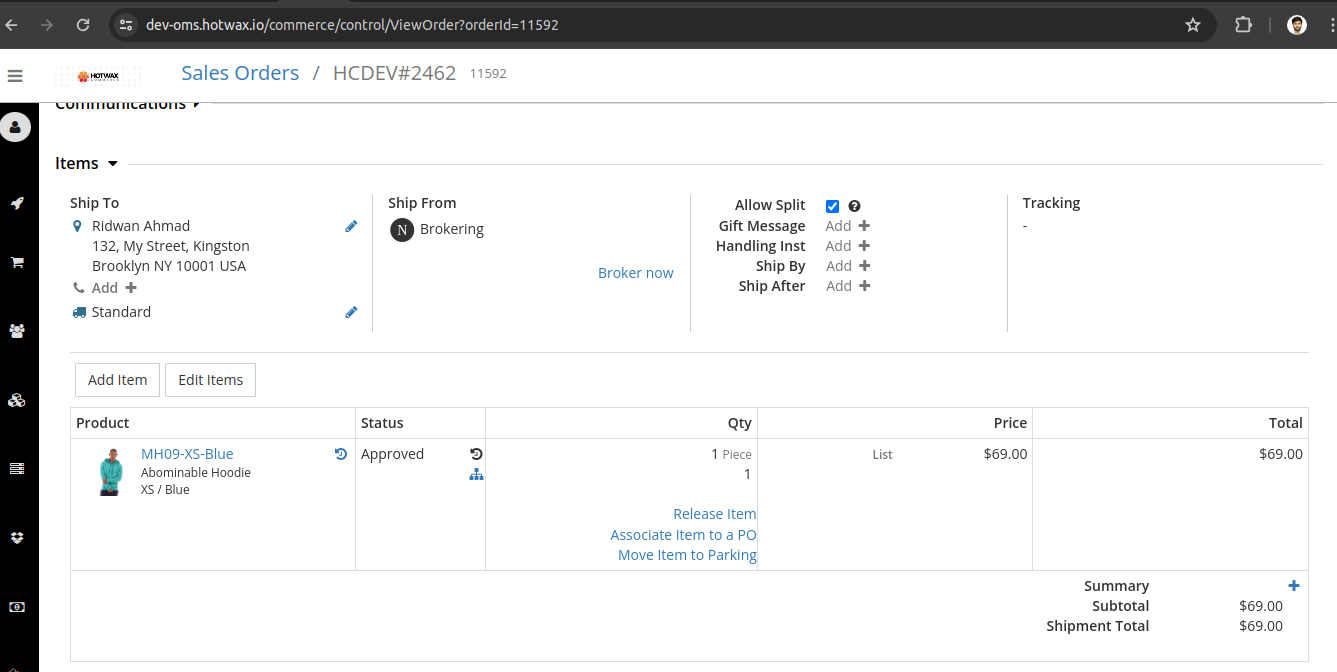 dev-oms.hotwax.io/commerce/control/ViewOrder?orderId=11592
HOTWAX
COMMERCE
Sales Orders / HCDEV#2462 11592
Communications
Items
Ship To
Ridwan Ahmad
132, My Street, Kingston
Brooklyn NY 10001 USA
Add
Standard
Ship From
N Brokering
Broker now
Allow Split
Gift Message Add
Handling Inst Add
Ship By Add
Ship After Add
Tracking
-
Add Item Edit Items
Product Status Qty Price Total
MH09-XS-Blue Approved 1 Piece List $69.00 $69.00
Abominable Hoodie 1
XS / Blue
Release Item
Associate Item to a PO
Move Item to Parking
Summary
Subtotal $69.00
Shipment Total $69.00